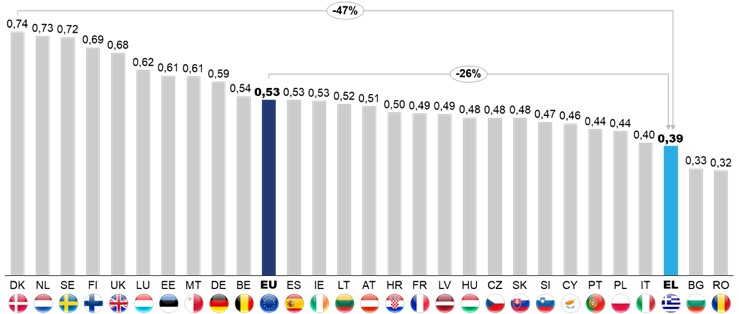 -47%
-26%
0,74 0,73 0,72 0,69 0,68 0,62 0,61 0,61 0,59 0,54 0,53 0,53 0,53 0,52 0,51 0,50 0,49 0,49 0,48 0,48 0,48 0,47 0,46 0,44 0,44 0,40 0,39 0,33 0,32
DK NL SE FI UK LU EE MT DE BE EU ES IE LT AT HR FR LV HU CZ SK SI CY PT PL IT EL BG RO